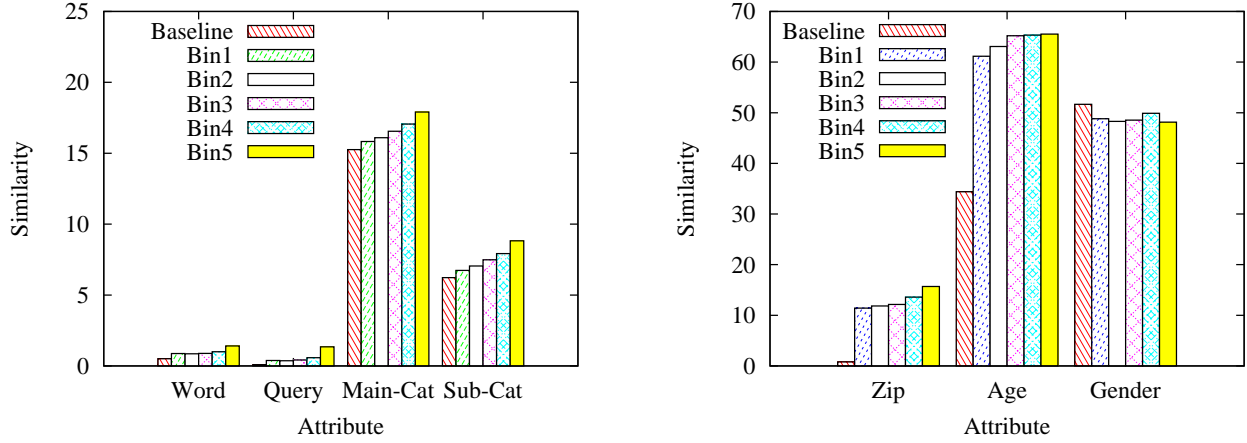 25
20
15
10
5
0
Similarity
Baseline
Bin1
Bin2
Bin3
Bin4
Bin5
Word Query Main-Cat Sub-Cat
Attribute
70
60
50
40
30
20
10
0
Similarity
Baseline
Bin1
Bin2
Bin3
Bin4
Bin5
Zip Age Gender
Attribute